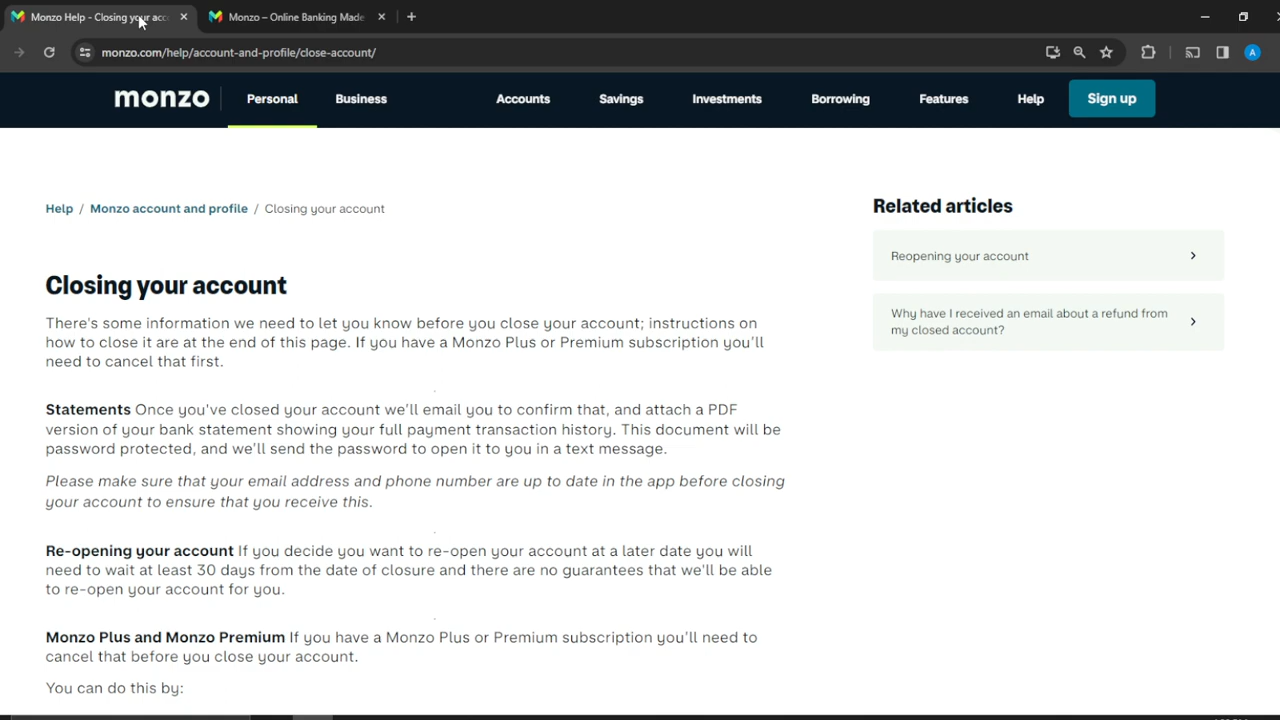 Monzo Help - Closing your acc
Monzo – Online Banking Made
monzo.com/help/account-and-profile/close-account/
A
monzo
Personal
Business
Accounts
Savings
Investments
Borrowing
Features
Help
Sign up
Help / Monzo account and profile / Closing your account
Closing your account
There's some information we need to let you know before you close your account; instructions on
how to close it are at the end of this page. If you have a Monzo Plus or Premium subscription you'll
need to cancel that first.
Statements Once you've closed your account we'll email you to confirm that, and attach a PDF
version of your bank statement showing your full payment transaction history. This document will be
password protected, and we'll send the password to open it to you in a text message.
Please make sure that your email address and phone number are up to date in the app before closing
your account to ensure that you receive this.
Re-opening your account If you decide you want to re-open your account at a later date you will
need to wait at least 30 days from the date of closure and there are no guarantees that we'll be able
to re-open your account for you.
Monzo Plus and Monzo Premium If you have a Monzo Plus or Premium subscription you'll need to
cancel that before you close your account.
You can do this by:
Related articles
Reopening your account
Why have I received an email about a refund from
my closed account?